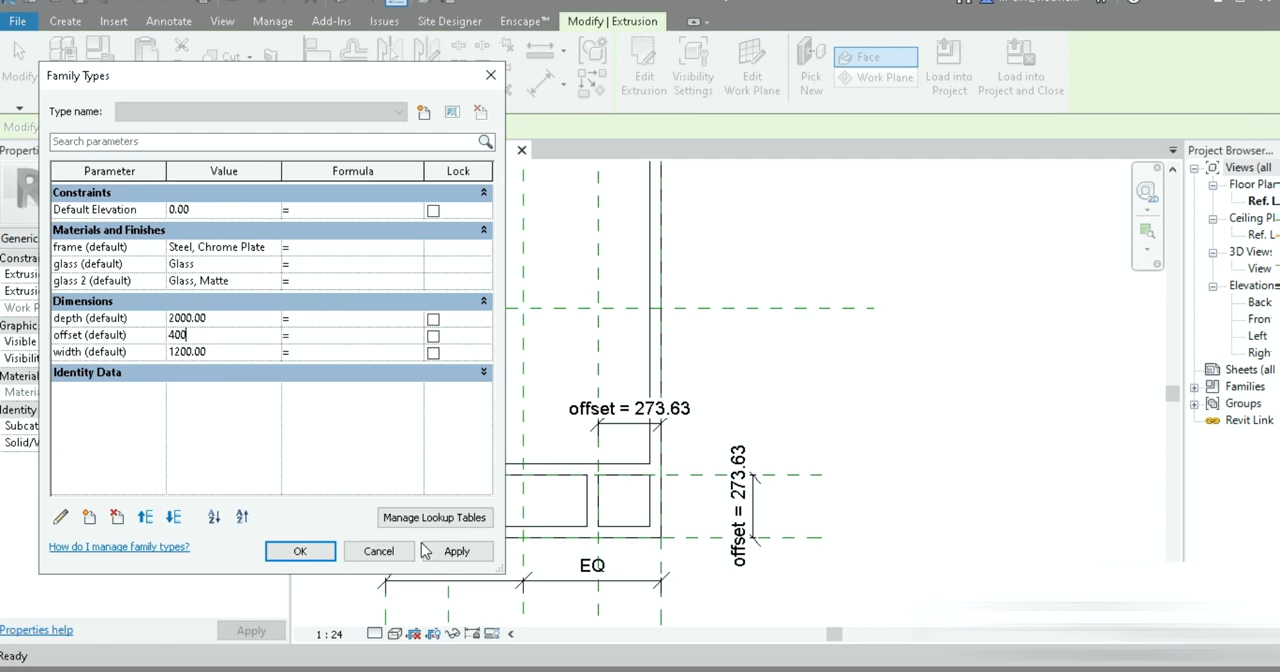 File Create Insert Annotate View Manage Add-Ins Issues Site Designer Enscape™ Modify | Extrusion
Modify
Cut
Edit Extrusion
Visibility Settings
Edit Work Plane
Pick New
Face
Work Plane
Load into Project
Load into Project and Close
Modify
Family Types
Type name:
Search parameters
Parameter Value Formula Lock
Constraints
Default Elevation 0.00 =
Materials and Finishes
frame (default) Steel, Chrome Plate =
glass (default) Glass =
glass 2 (default) Glass, Matte =
Dimensions
depth (default) 2000.00 =
offset (default) 400 =
width (default) 1200.00 =
Identity Data
Manage Lookup Tables
How do I manage family types?
OK Cancel Apply
Properti
Generic
Constrai
Extrusi
Extrusi
Work P
Graphic
Visible
Visibilit
Material
Materi
Identity
Subcat
Solid/V
Properties help
Apply
Ready
offset = 273.63
offset = 273.63
EQ
1 : 24
Project Browser...
Views (all
Floor Plan
Ref. L
Ceiling Pl
Ref. L
3D Views
View
Elevations
Back
Fron
Left
Righ
Sheets (all
Families
Groups
Revit Link